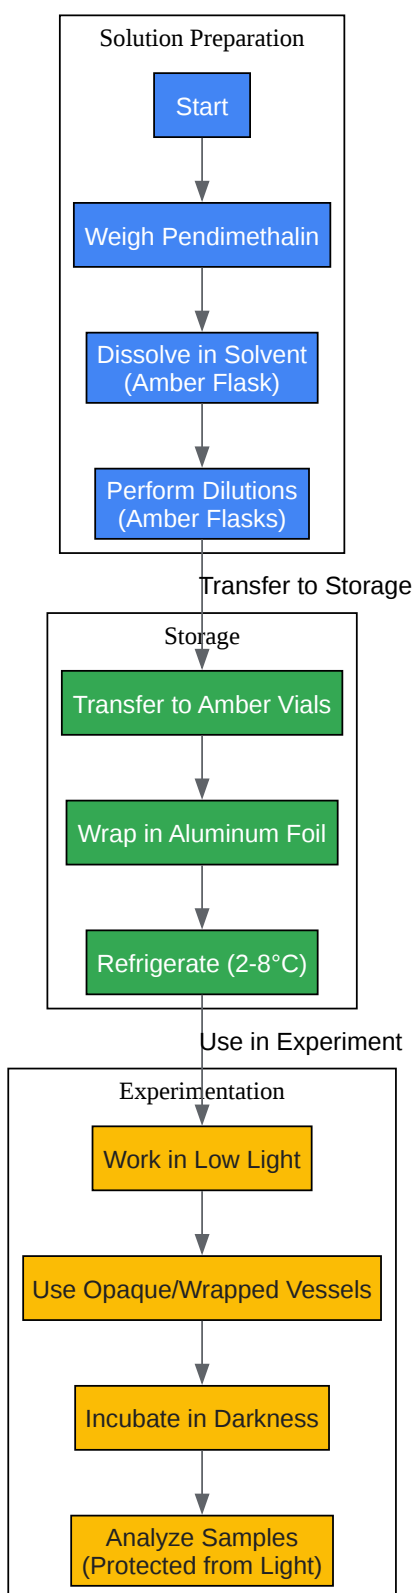 Solution Preparation
Start
Weigh Pendimethalin
Dissolve in Solvent
(Amber Flask)
Perform Dilutions
(Amber Flasks)
Transfer to Storage
Storage
Transfer to Amber Vials
Wrap in Aluminum Foil
Refrigerate (2-8°C)
Use in Experiment
Experimentation
Work in Low Light
Use Opaque/Wrapped Vessels
Incubate in Darkness
Analyze Samples
(Protected from Light)